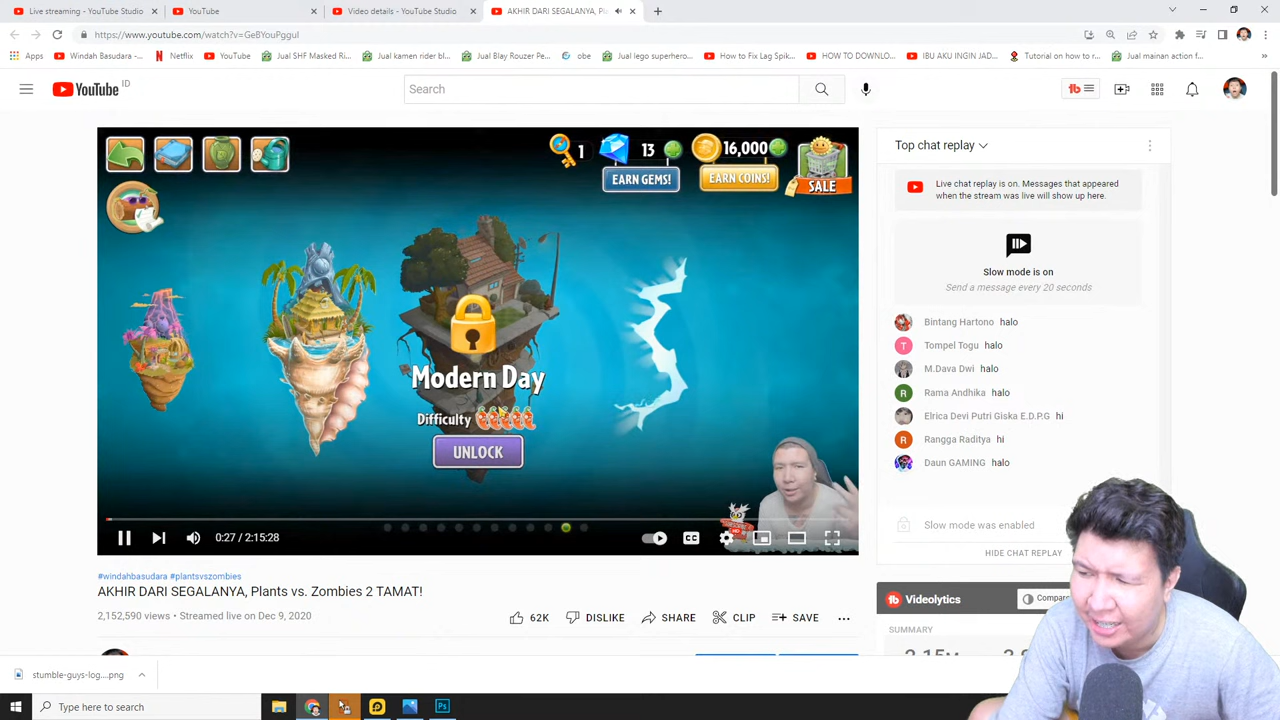 Live streaming - YouTube Studio
YouTube
Video details - YouTube Studio
AKHIR DARI SEGALANYA, Pl
youtube.com/watch?v=GeBYouPgguI
Apps
Windah Basudara - ...
Netflix
YouTube
Jual SHF Masked Ri...
Jual kamen rider bl...
Jual Blay Rouzer Pe...
obe
Jual lego superhero...
How to Fix Lag Spik...
HOW TO DOWNLO...
IBU AKU INGIN JAD...
Tutorial on how to r...
Jual mainan action f...
YouTube ID
Search
1
13
16,000
EARN GEMS!
EARN COINS!
SALE
Modern Day
Difficulty
UNLOCK
0:27 / 2:15:28
CC
HD
Top chat replay
Live chat replay is on. Messages that appeared
when the stream was live will show up here.
Slow mode is on
Send a message every 20 seconds
Bintang Hartono halo
T
Tompel Togu halo
M.Dava Dwi halo
R
Rama Andhika halo
Elrica Devi Putri Giska E.D.P.G hi
R
Rangga Raditya hi
Daun GAMING halo
Slow mode was enabled
HIDE CHAT REPLAY
#windahbasudara #plantsvszombies
AKHIR DARI SEGALANYA, Plants vs. Zombies 2 TAMAT!
2,152,590 views • Streamed live on Dec 9, 2020
62K
DISLIKE
SHARE
CLIP
SAVE
tb Videolytics
Compare
SUMMARY
stumble-guys-log....png
Type here to search
Ps